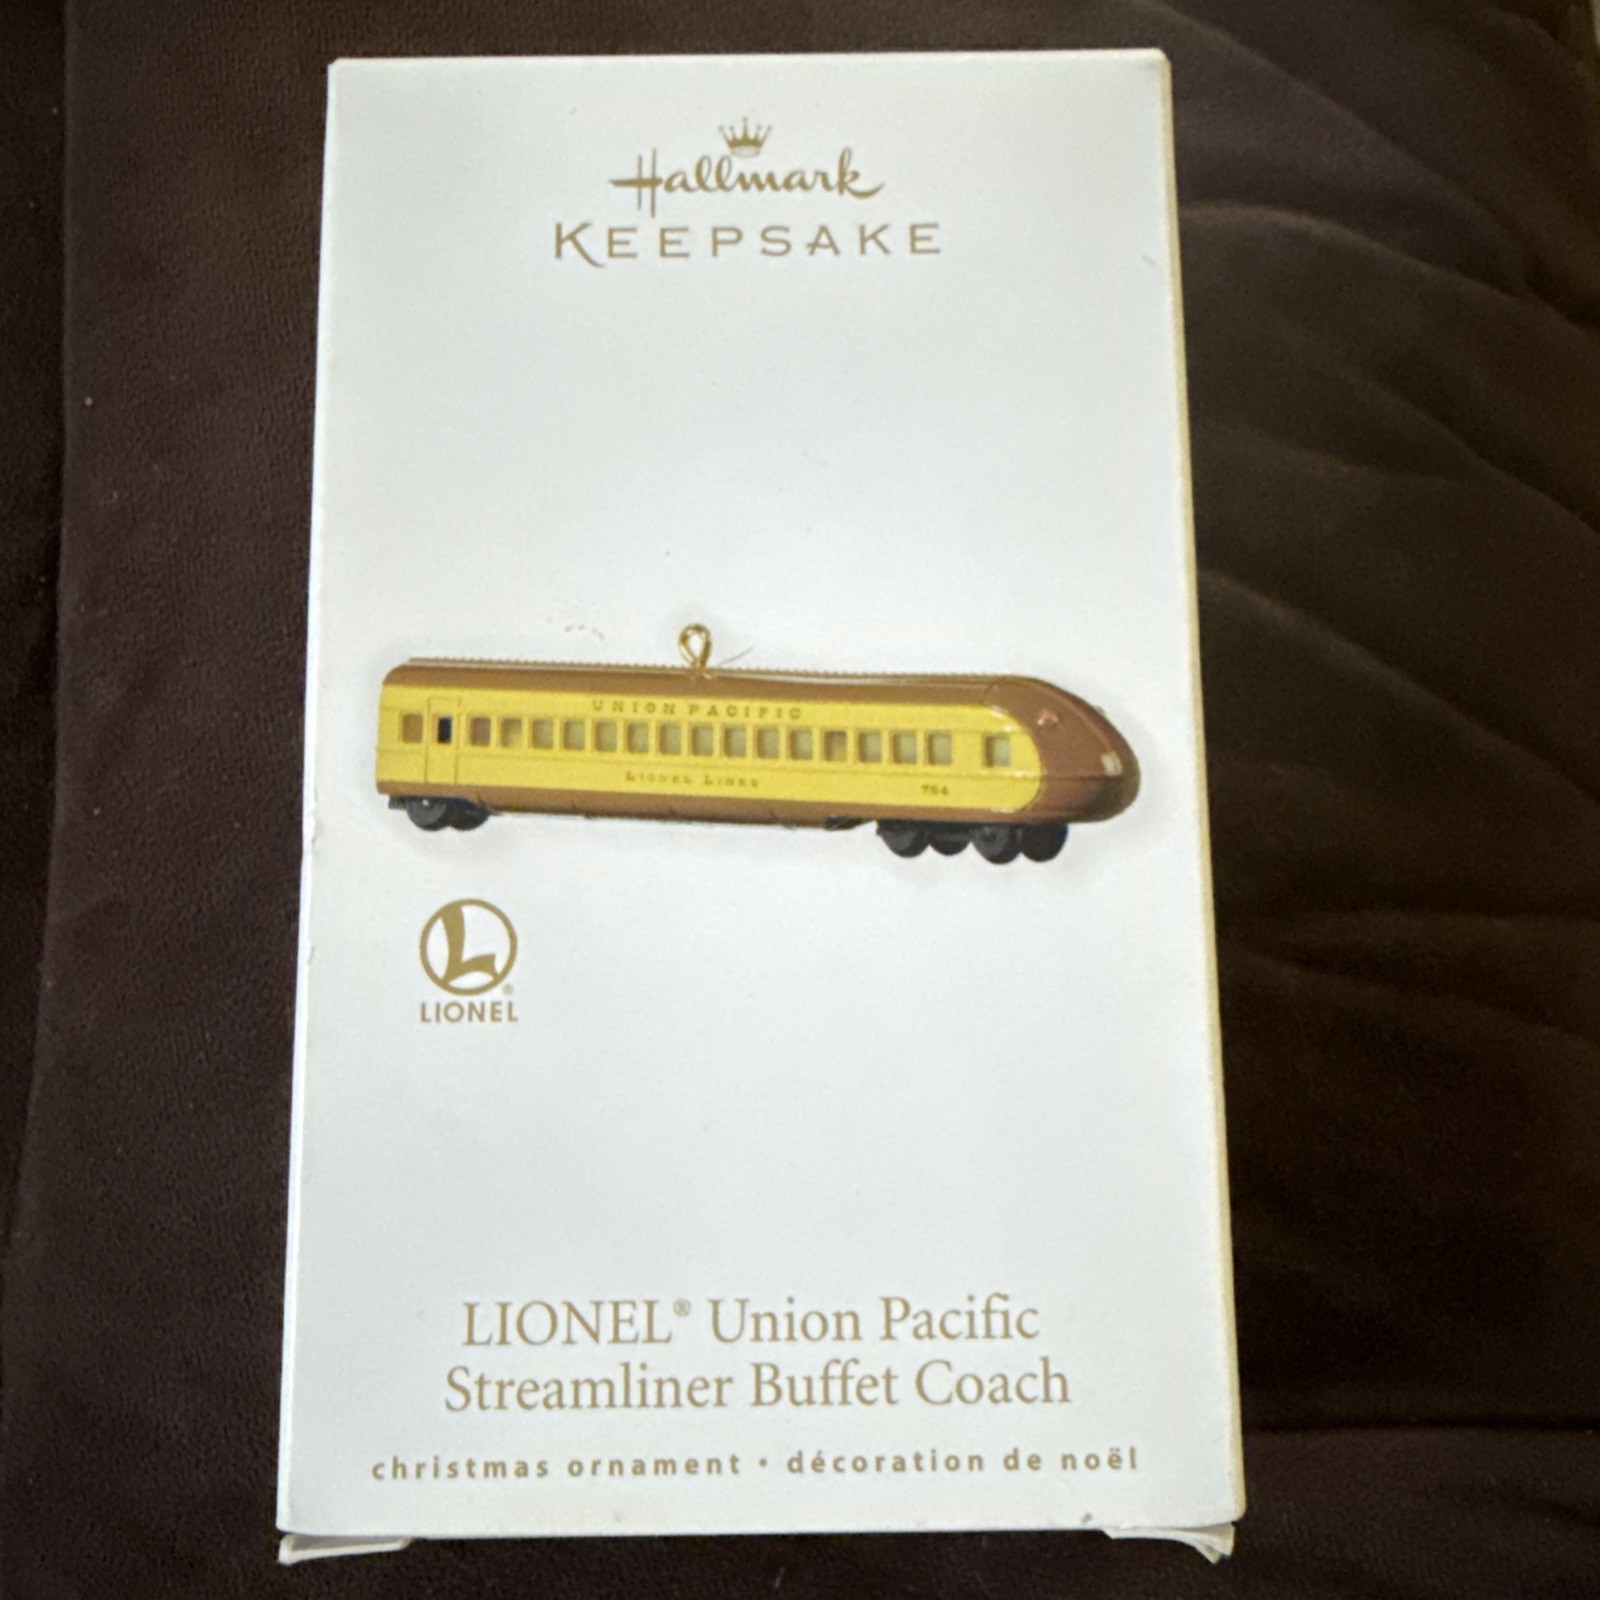 Hallmark
KEEPSAKE
UNION PACIFIC
LIONEL LINES
754
L®
LIONEL
LIONEL® Union Pacific
Streamliner Buffet Coach
christmas ornament • décoration de noël